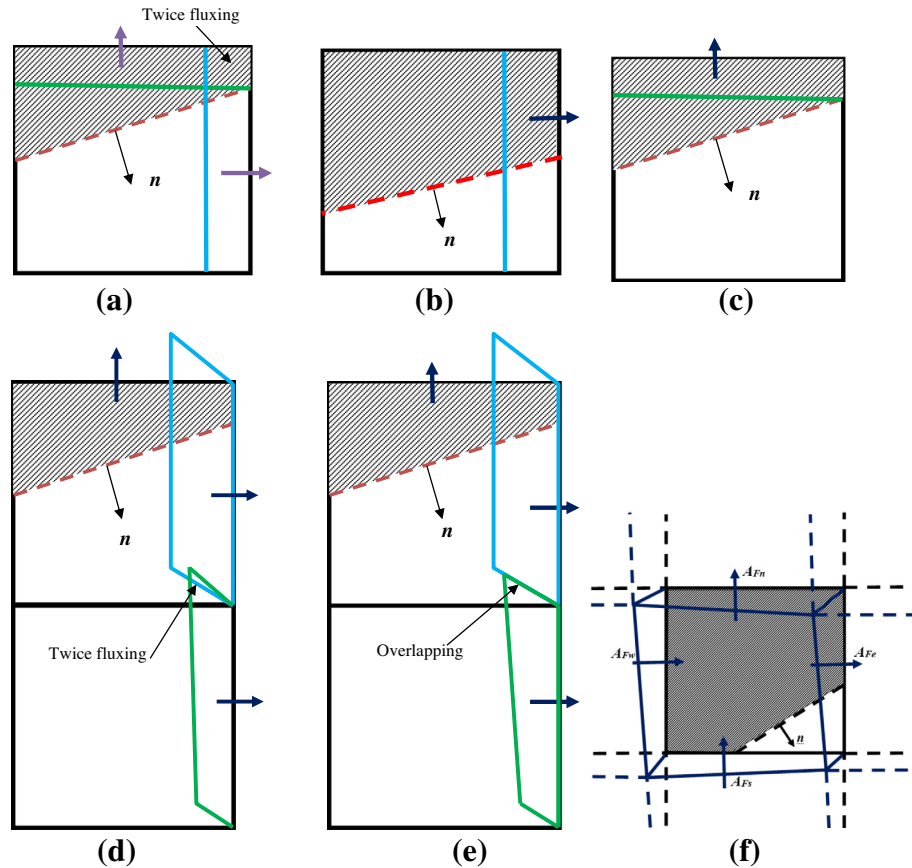 Twice fluxing
n
n
n
(a)
(b)
(c)
n
n
Twice fluxing
Overlapping
A_Fn
A_Fw
A_Fe
n
A_Fs
(d)
(e)
(f)